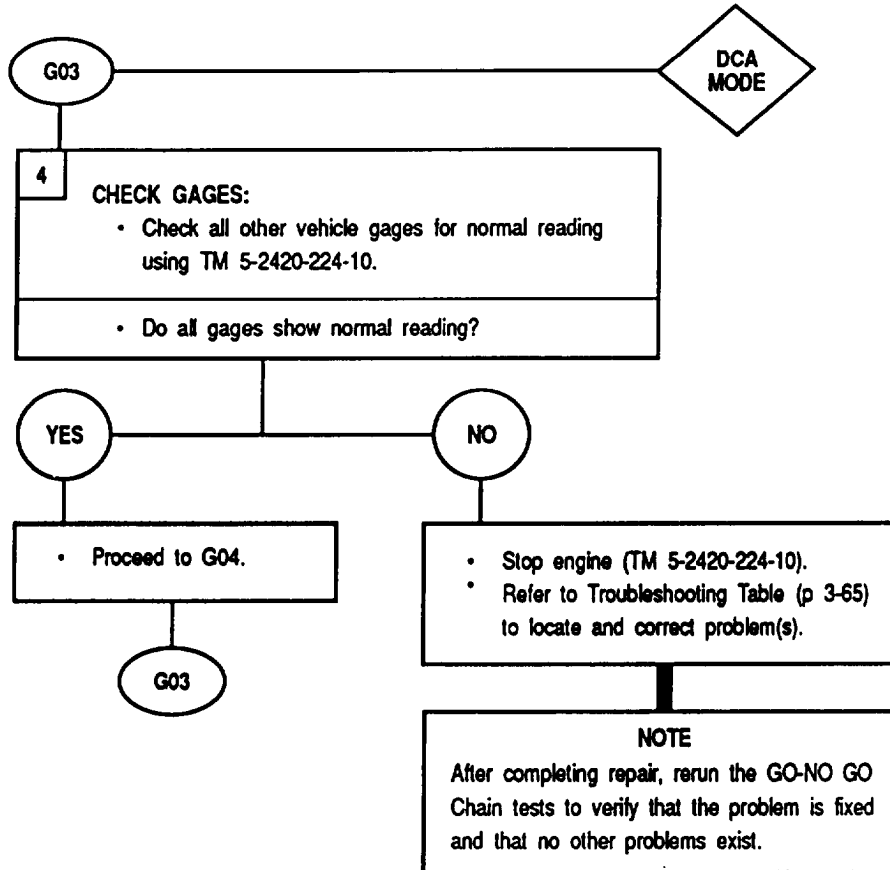 G03
DCA
MODE
4
CHECK GAGES:
• Check all other vehicle gages for normal reading
using TM 5-2420-224-10.
• Do all gages show normal reading?
YES
NO
• Proceed to G04.
G03
• Stop engine (TM 5-2420-224-10).
• Refer to Troubleshooting Table (p 3-65)
to locate and correct problem(s).
NOTE
After completing repair, rerun the GO-NO GO
Chain tests to verify that the problem is fixed
and that no other problems exist.